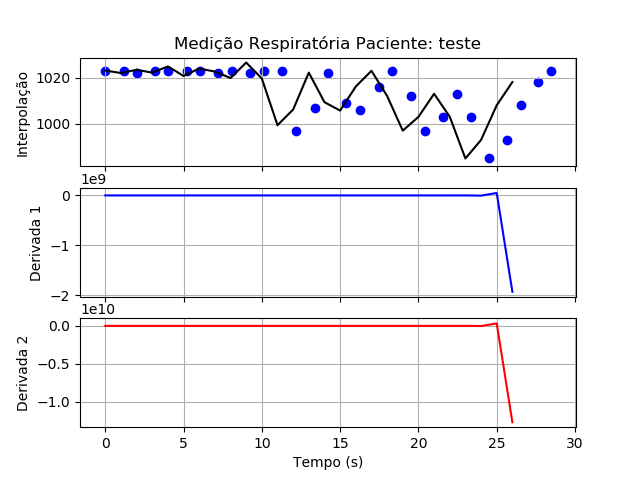 Medição Respiratória Paciente: teste
Interpolação
1020
1000
1e9
Derivada 1
0
−1
−2
1e10
Derivada 2
0.0
−0.5
−1.0
0 5 10 15 20 25 30
Tempo (s)